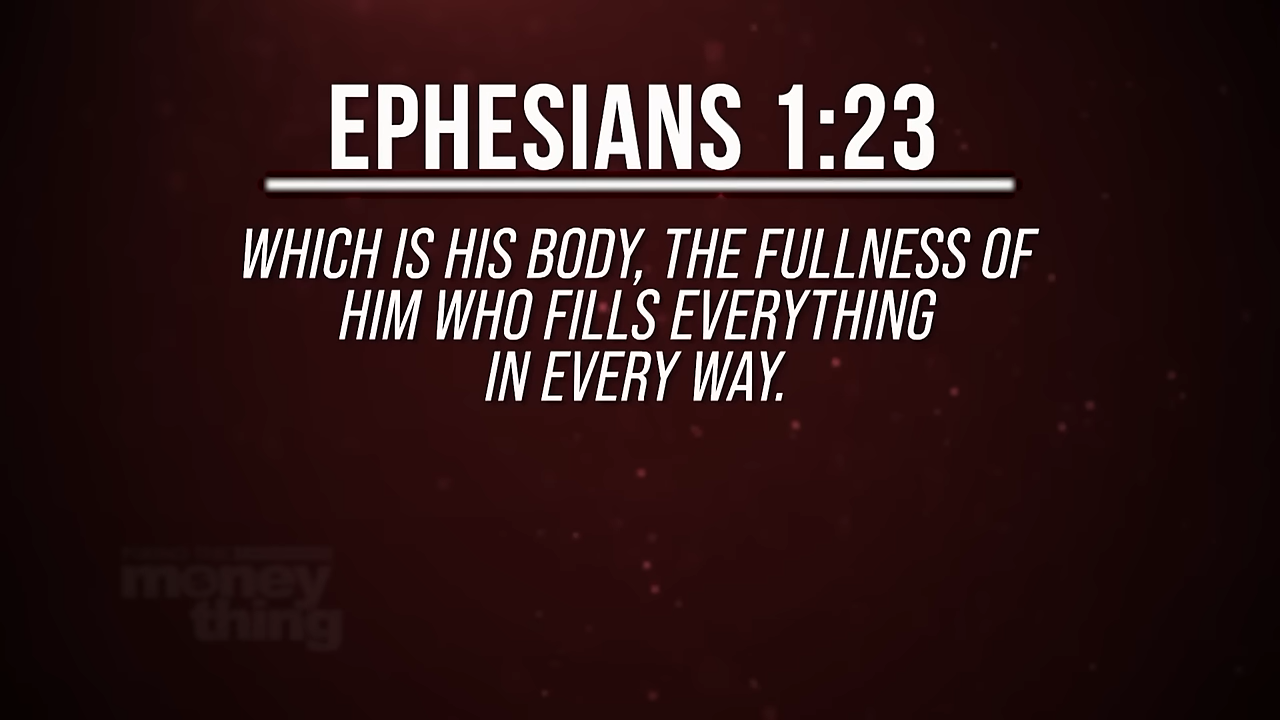 EPHESIANS 1:23
WHICH IS HIS BODY, THE FULLNESS OF
HIM WHO FILLS EVERYTHING
IN EVERY WAY.
money
thing